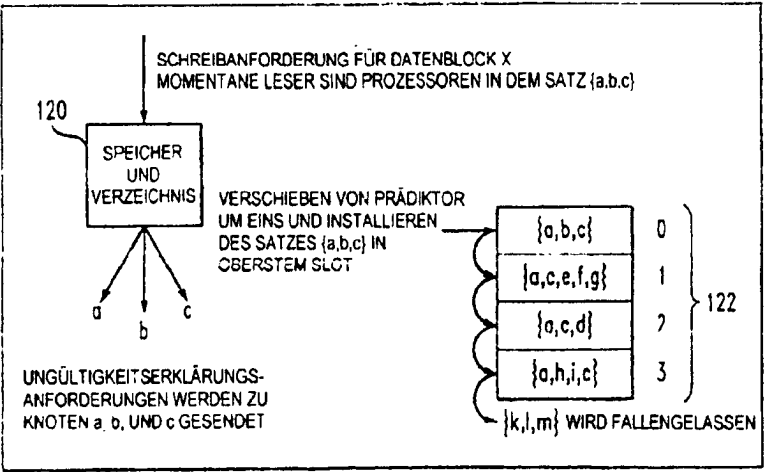 SCHREIBANFORDERUNG FÜR DATENBLOCK X
MOMENTANE LESER SIND PROZESSOREN IN DEM SATZ {a,b,c}
120
SPEICHER
UND
VERZEICHNIS
VERSCHIEBEN VON PRÄDIKTOR
UM EINS UND INSTALLIEREN
DES SATZES {a,b,c} IN
OBERSTEM SLOT
{a,b,c} 0
{a,c,e,f,g} 1
{a,c,d} 2
{a,h,i,c} 3
122
a
b
c
UNGÜLTIGKEITSERKLÄRUNGS-
ANFORDERUNGEN WERDEN ZU
KNOTEN a, b, UND c GESENDET
{k,l,m} WIRD FALLENGELASSEN